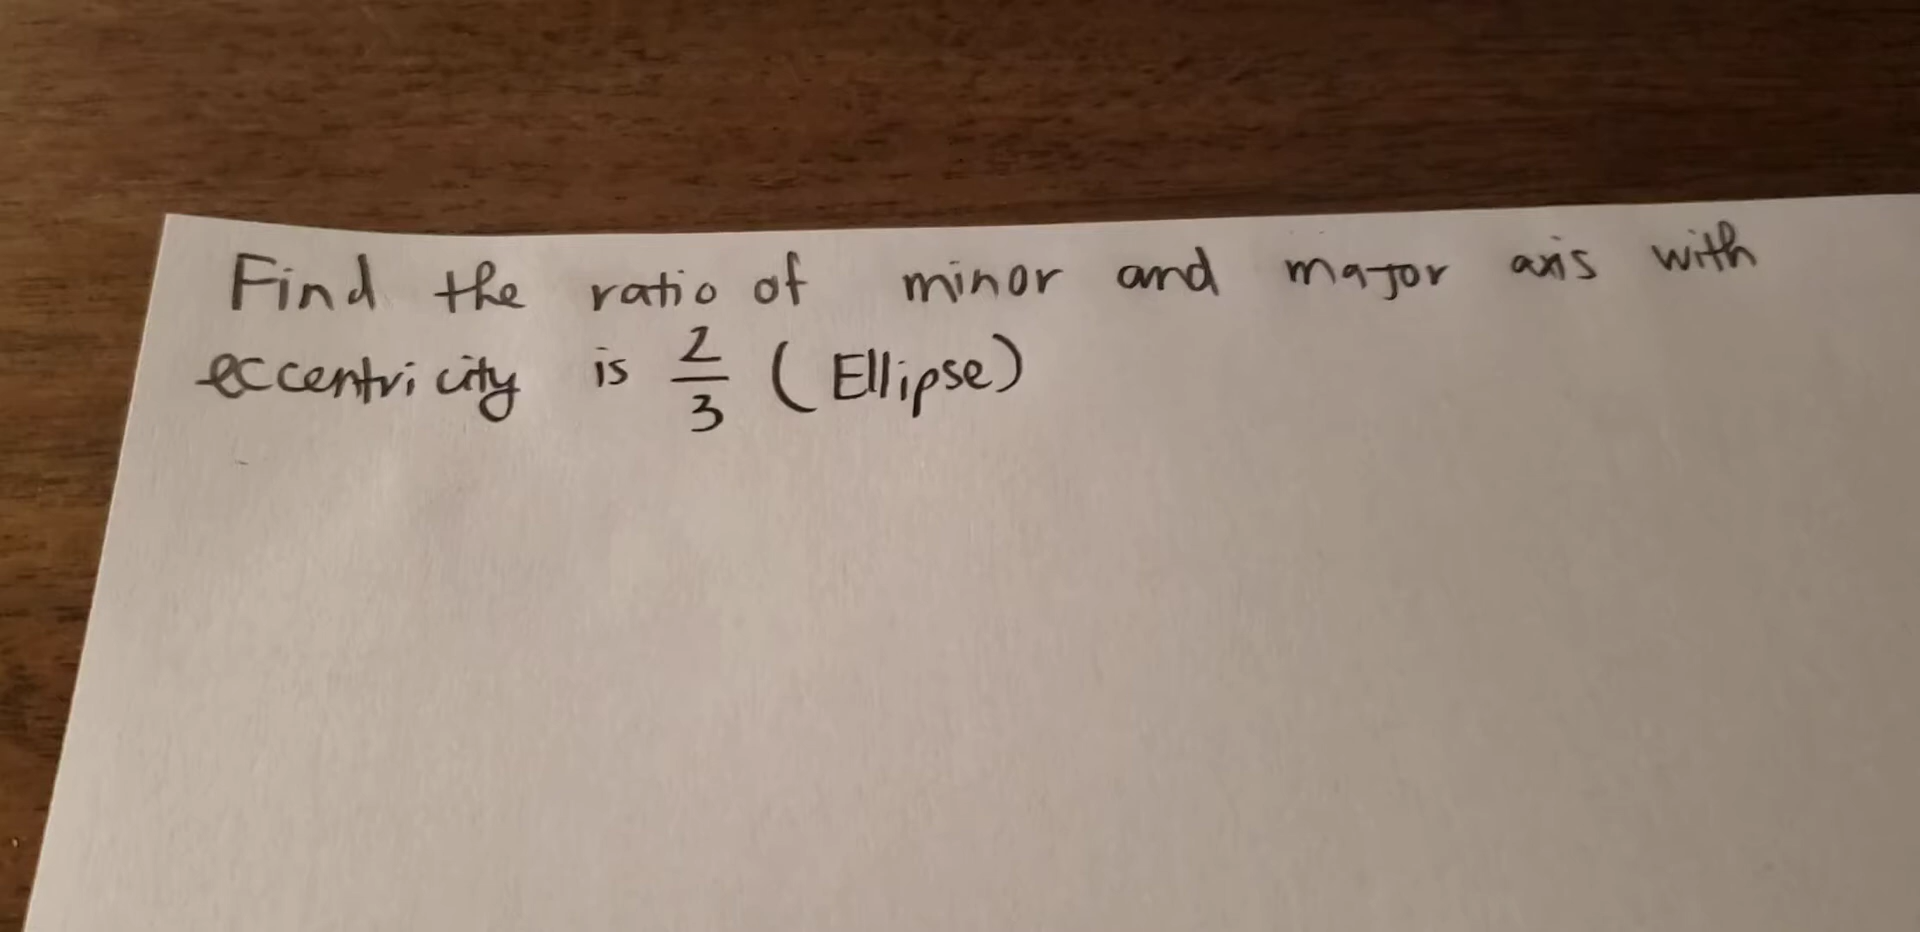 Find the ratio of minor and major axis with
eccentricity is 2/3 (Ellipse)